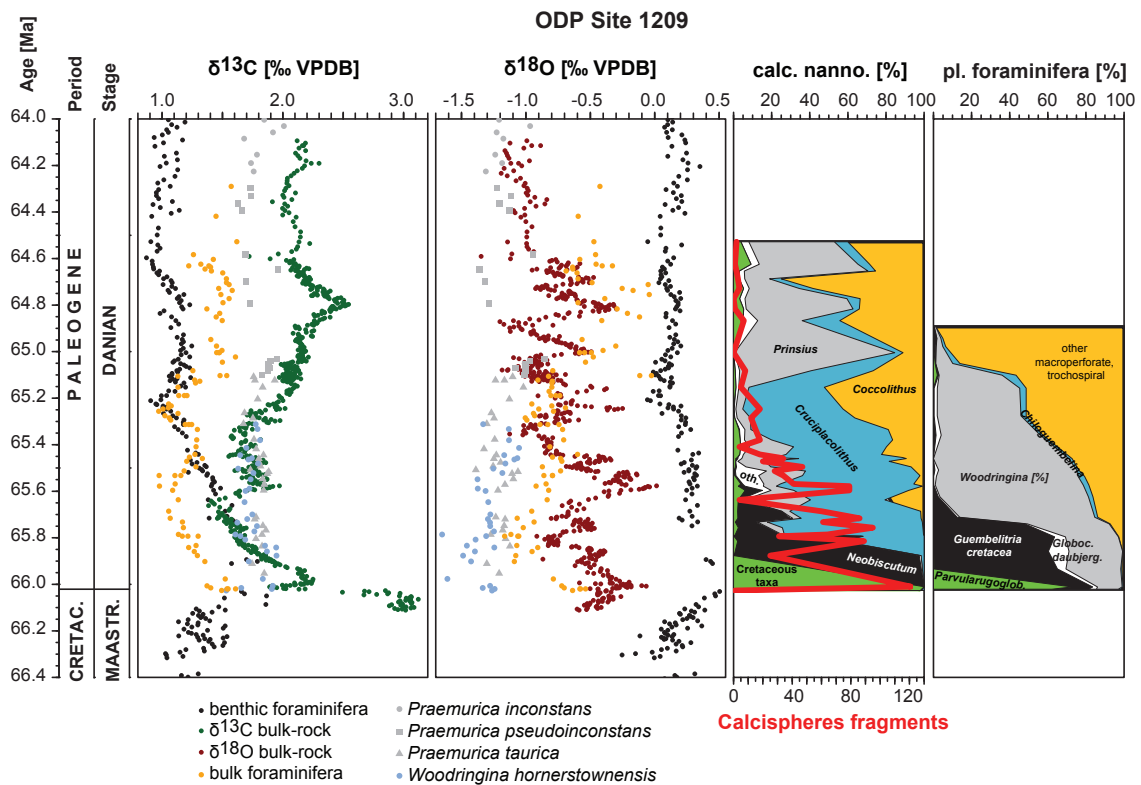 ODP Site 1209
Age [Ma]
Period
Stage
δ13C [‰ VPDB]
δ18O [‰ VPDB]
calc. nanno. [%]
pl. foraminifera [%]
1.0 2.0 3.0
-1.5 -1.0 -0.5 0.0 0.5
20 40 60 80 100
20 40 60 80 100
64.0
64.2
64.4
64.6
64.8
65.0
65.2
65.4
65.6
65.8
66.0
66.2
66.4
PALEOGENE
CRETAC.
DANIAN
MAASTR.
Prinsius
Coccolithus
Cruciplacolithus
oth.
Neobiscutum
Cretaceous
taxa
other
macroperforate,
trochospiral
Chiloguembelina
Woodringina [%]
Guembelitria
cretacea
Globoc.
daubjerg.
Parvularugoglob.
0 40 60 80 100 120
Calcispheres fragments
benthic foraminifera
δ13C bulk-rock
δ18O bulk-rock
bulk foraminifera
Praemurica inconstans
Praemurica pseudoinconstans
Praemurica taurica
Woodringina hornerstownensis